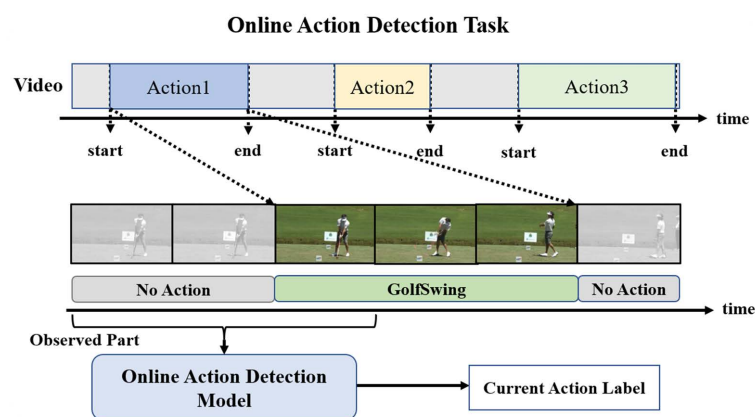 Online Action Detection Task
Video
Action1
Action2
Action3
time
start
end
start
end
start
end
No Action
GolfSwing
No Action
time
Observed Part
Online Action Detection
Model
Current Action Label